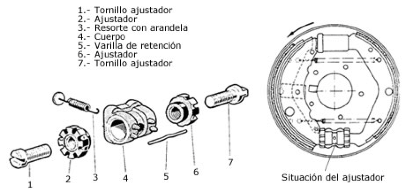 1.- Tornillo ajustador
2.- Ajustador
3.- Resorte con arandela
4.- Cuerpo
5.- Varilla de retención
6.- Ajustador
7.- Tornillo ajustador
1
2
3
4
5
6
7
Situación del ajustador